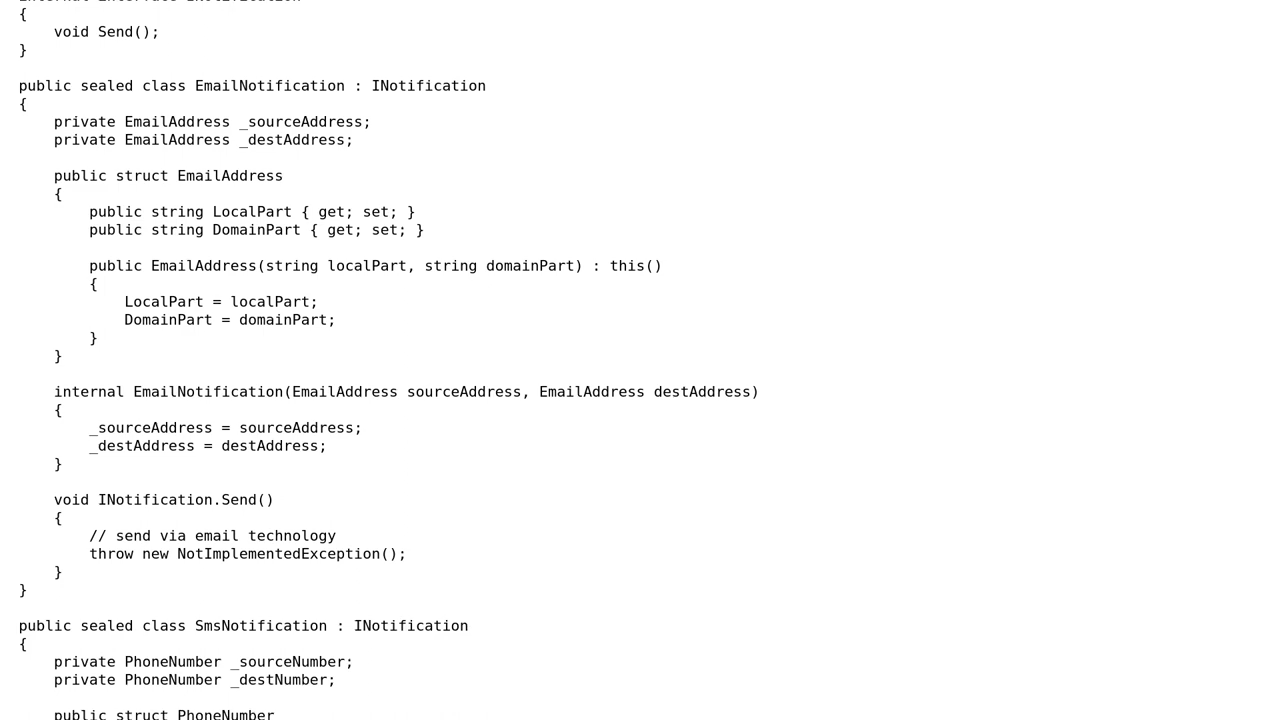 {
    void Send();
}

public sealed class EmailNotification : INotification
{
    private EmailAddress _sourceAddress;
    private EmailAddress _destAddress;

    public struct EmailAddress
    {
        public string LocalPart { get; set; }
        public string DomainPart { get; set; }

        public EmailAddress(string localPart, string domainPart) : this()
        {
            LocalPart = localPart;
            DomainPart = domainPart;
        }
    }

    internal EmailNotification(EmailAddress sourceAddress, EmailAddress destAddress)
    {
        _sourceAddress = sourceAddress;
        _destAddress = destAddress;
    }

    void INotification.Send()
    {
        // send via email technology
        throw new NotImplementedException();
    }
}

public sealed class SmsNotification : INotification
{
    private PhoneNumber _sourceNumber;
    private PhoneNumber _destNumber;

    public struct PhoneNumber